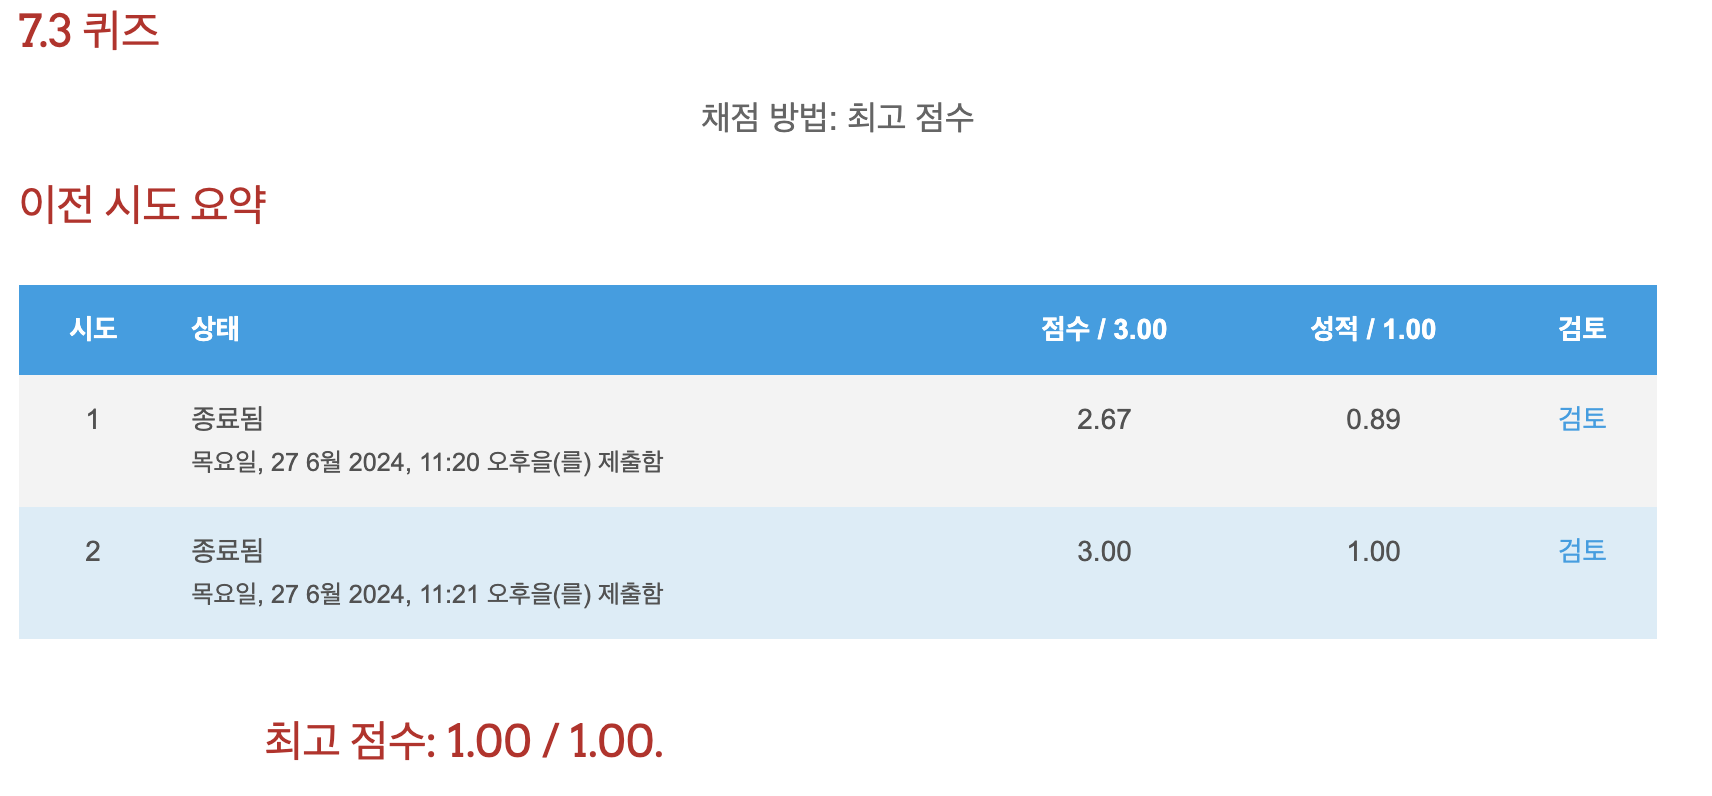 7.3 퀴즈
채점 방법: 최고 점수
이전 시도 요약
시도 상태 점수 / 3.00 성적 / 1.00 검토
1 종료됨 2.67 0.89 검토
목요일, 27 6월 2024, 11:20 오후을(를) 제출함
2 종료됨 3.00 1.00 검토
목요일, 27 6월 2024, 11:21 오후을(를) 제출함
최고 점수: 1.00 / 1.00.